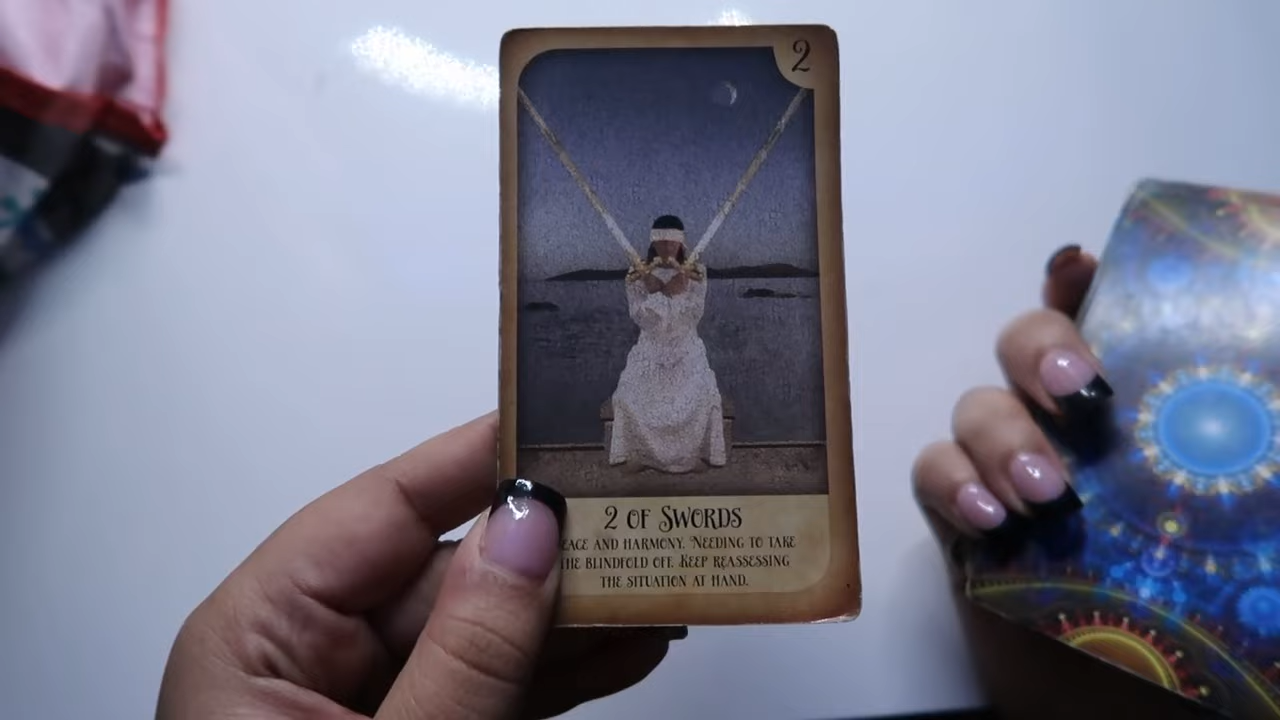 2
2 OF SWORDS
EACE AND HARMONY. NEEDING TO TAKE
HE BLINDFOLD OFF. KEEP REASSESSING
THE SITUATION AT HAND.